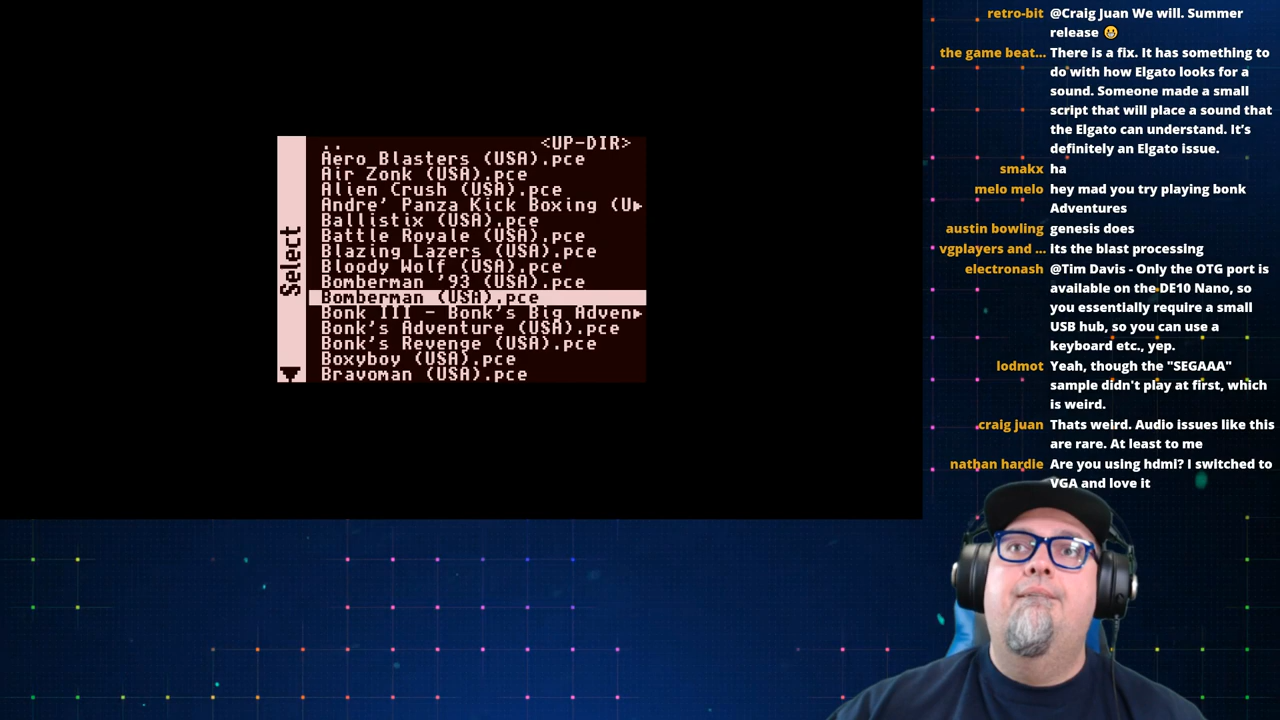 .. <UP-DIR>
Aero Blasters (USA).pce
Air Zonk (USA).pce
Alien Crush (USA).pce
Andre' Panza Kick Boxing (U
Ballistix (USA).pce
Battle Royale (USA).pce
Blazing Lazers (USA).pce
Bloody Wolf (USA).pce
Bomberman '93 (USA).pce
Bomberman (USA).pce
Bonk III - Bonk's Big Adven
Bonk's Adventure (USA).pce
Bonk's Revenge (USA).pce
Boxyboy (USA).pce
Bravoman (USA).pce
Select
retro-bit @Craig Juan We will. Summer
release 😀
the game beat... There is a fix. It has something to
do with how Elgato looks for a
sound. Someone made a small
script that will place a sound that
the Elgato can understand. It's
definitely an Elgato issue.
smakx ha
melo melo hey mad you try playing bonk
Adventures
austin bowling genesis does
vgplayers and ... Its the blast processing
electronash @Tim Davis - Only the OTG port is
available on the DE10 Nano, so
you essentially require a small
USB hub, so you can use a
keyboard etc., yep.
lodmot Yeah, though the "SEGAAA"
sample didn't play at first, which
is weird.
craig juan Thats weird. Audio issues like this
are rare. At least to me
nathan hardle Are you using hdmi? I switched to
VGA and love it